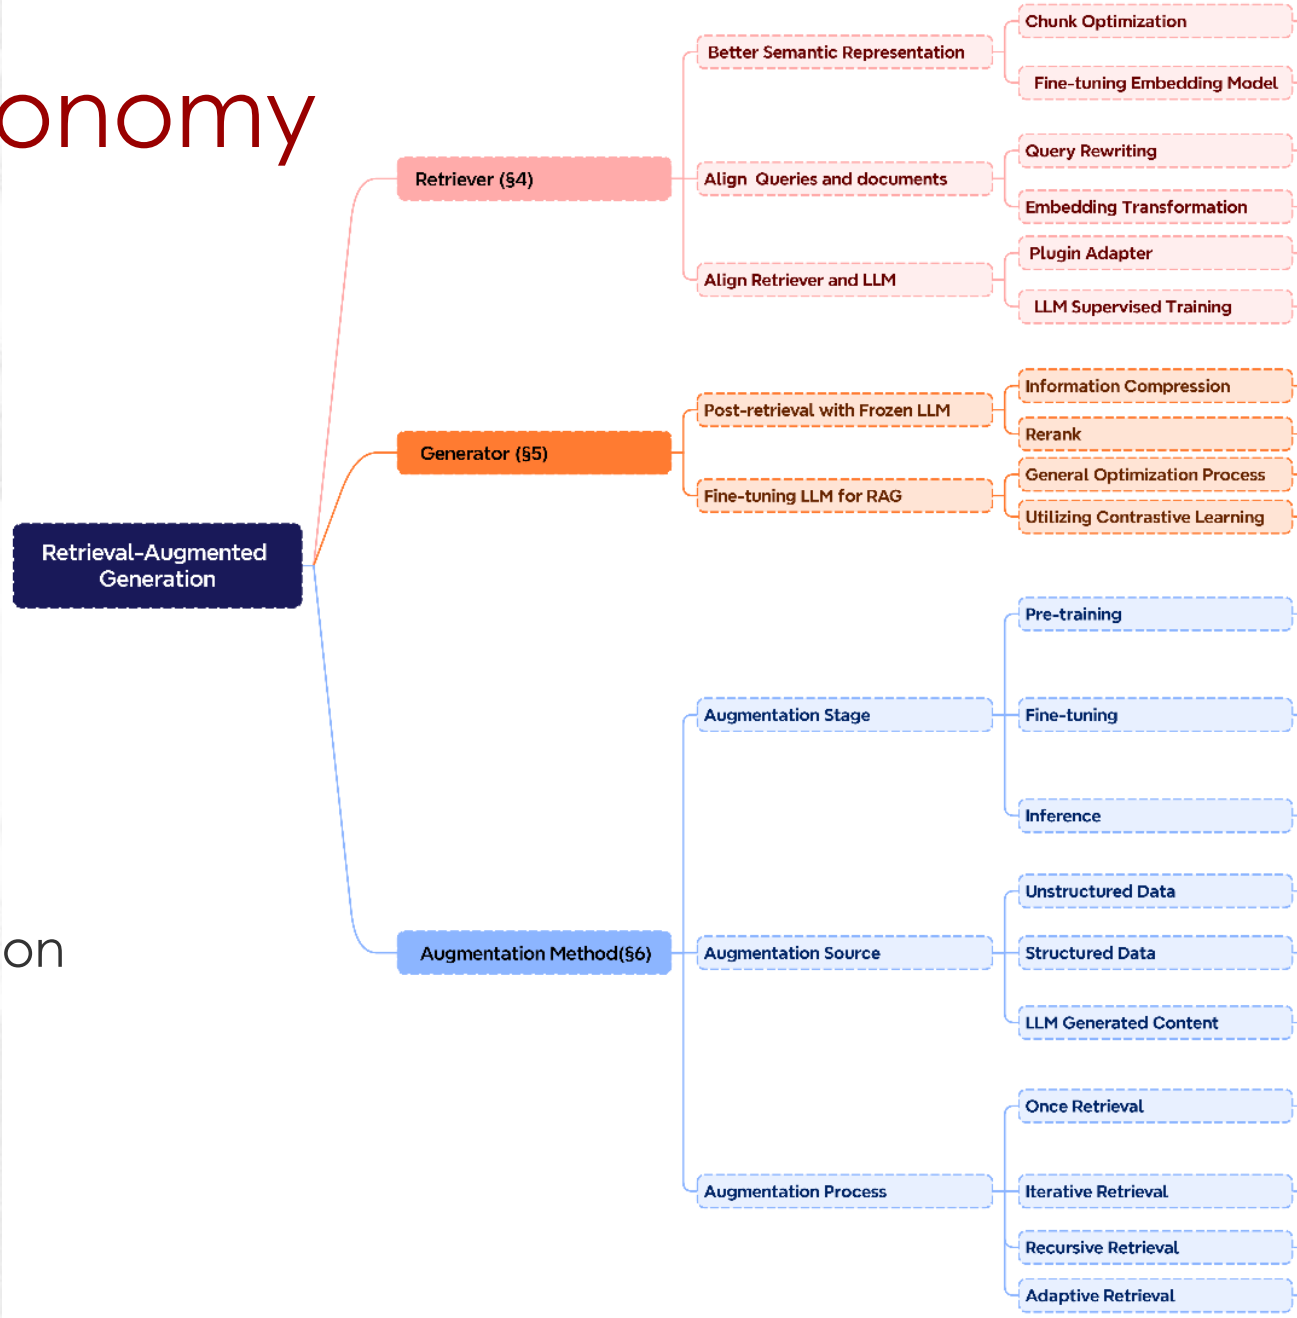 onomy
Retrieval-Augmented
Generation
on
Retriever (§4)
Better Semantic Representation
Chunk Optimization
Fine-tuning Embedding Model
Align Queries and documents
Query Rewriting
Embedding Transformation
Align Retriever and LLM
Plugin Adapter
LLM Supervised Training
Generator (§5)
Post-retrieval with Frozen LLM
Information Compression
Rerank
Fine-tuning LLM for RAG
General Optimization Process
Utilizing Contrastive Learning
Augmentation Method(§6)
Augmentation Stage
Pre-training
Fine-tuning
Inference
Augmentation Source
Unstructured Data
Structured Data
LLM Generated Content
Augmentation Process
Once Retrieval
Iterative Retrieval
Recursive Retrieval
Adaptive Retrieval